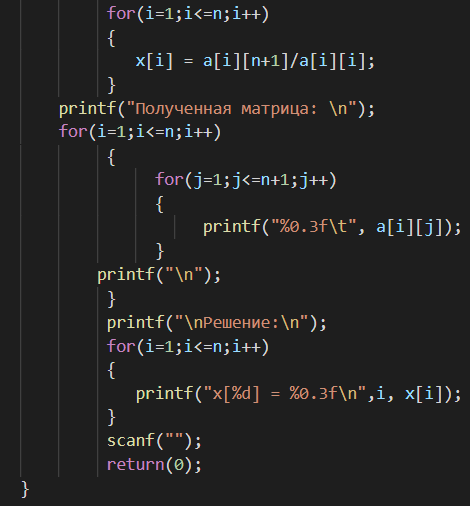 for(i=1;i<=n;i++)
{
x[i] = a[i][n+1]/a[i][i];
}
printf("Полученная матрица: \n");
for(i=1;i<=n;i++)
{
for(j=1;j<=n+1;j++)
{
printf("%0.3f\t", a[i][j]);
}
printf("\n");
}
printf("\nРешение:\n");
for(i=1;i<=n;i++)
{
printf("x[%d] = %0.3f\n",i, x[i]);
}
scanf("");
return(0);
}